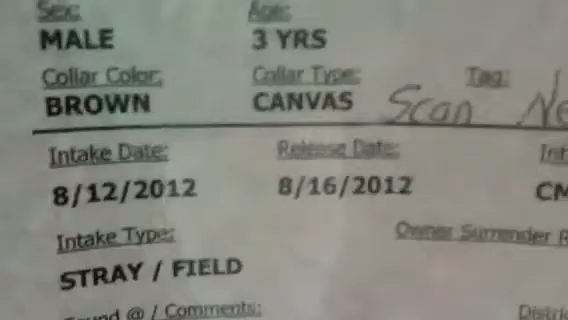 Sex: Age:
MALE 3 YRS
Collar Color: Collar Type: Tag:
BROWN CANVAS Scan
Intake Date: Release Date:
8/12/2012 8/16/2012 CM
Intake Type: Owner Surrender R
STRAY / FIELD
Found @ / Comments: